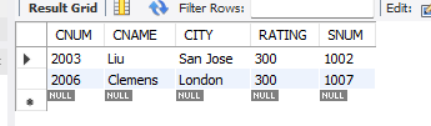 Result Grid Filter Rows: Edit:
CNUM CNAME CITY RATING SNUM
2003 Liu San Jose 300 1002
2006 Clemens London 300 1007
NULL NULL NULL NULL NULL